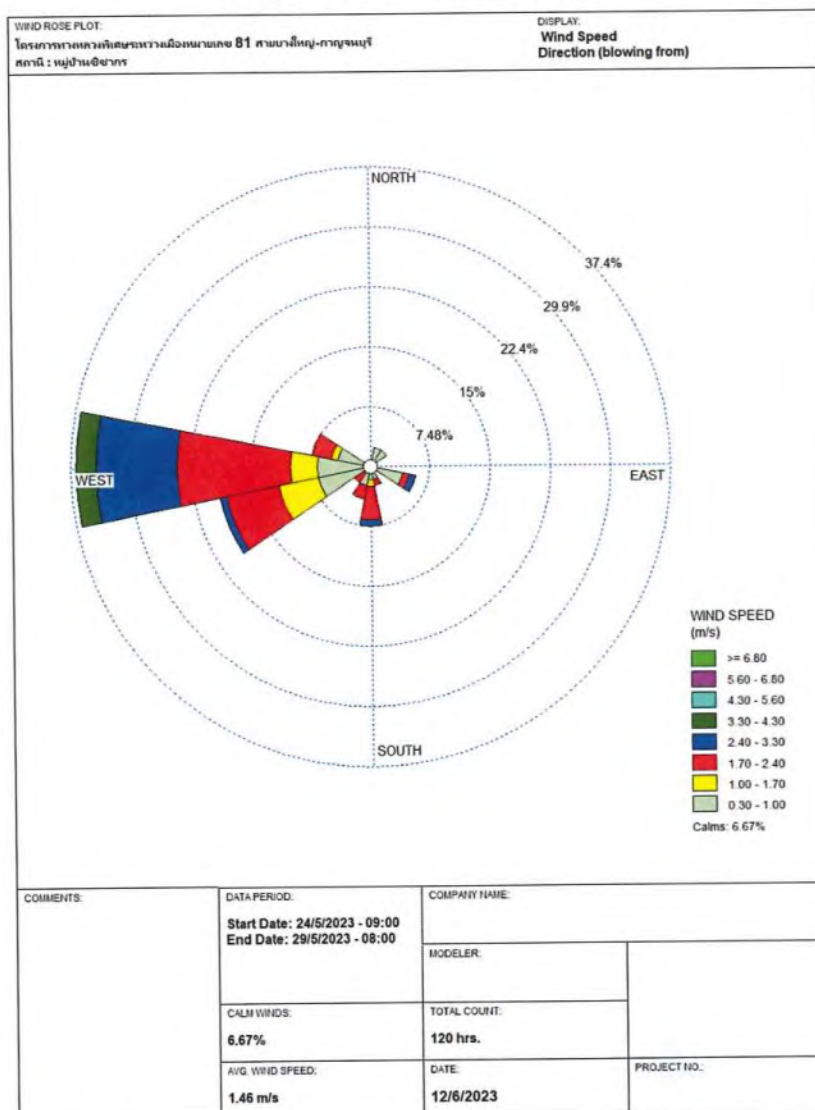 WIND ROSE PLOT:
โครงการทางหลวงพิเศษระหว่างเมืองหมายเลข 81 สายบางใหญ่-กาญจนบุรี
สถานี : หมู่บ้านชิชากร
DISPLAY:
Wind Speed
Direction (blowing from)
NORTH
37.4%
29.9%
22.4%
15%
7.48%
WEST
EAST
SOUTH
WIND SPEED
(m/s)
>= 6.80
5.60 - 6.80
4.30 - 5.60
3.30 - 4.30
2.40 - 3.30
1.70 - 2.40
1.00 - 1.70
0.30 - 1.00
Calms: 6.67%
COMMENTS:
DATA PERIOD:
Start Date: 24/5/2023 - 09:00
End Date: 29/5/2023 - 08:00
COMPANY NAME:
MODELER:
CALM WINDS:
6.67%
TOTAL COUNT:
120 hrs.
AVG. WIND SPEED:
1.46 m/s
DATE:
12/6/2023
PROJECT NO.: